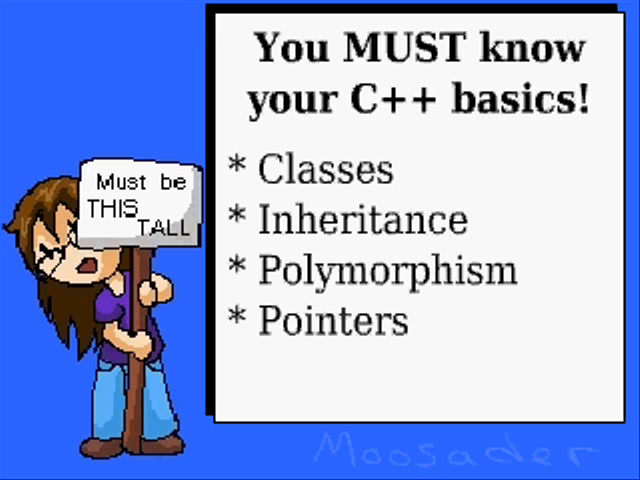 You MUST know
your C++ basics!
* Classes
* Inheritance
* Polymorphism
* Pointers
Must be
THIS
TALL
Moosader